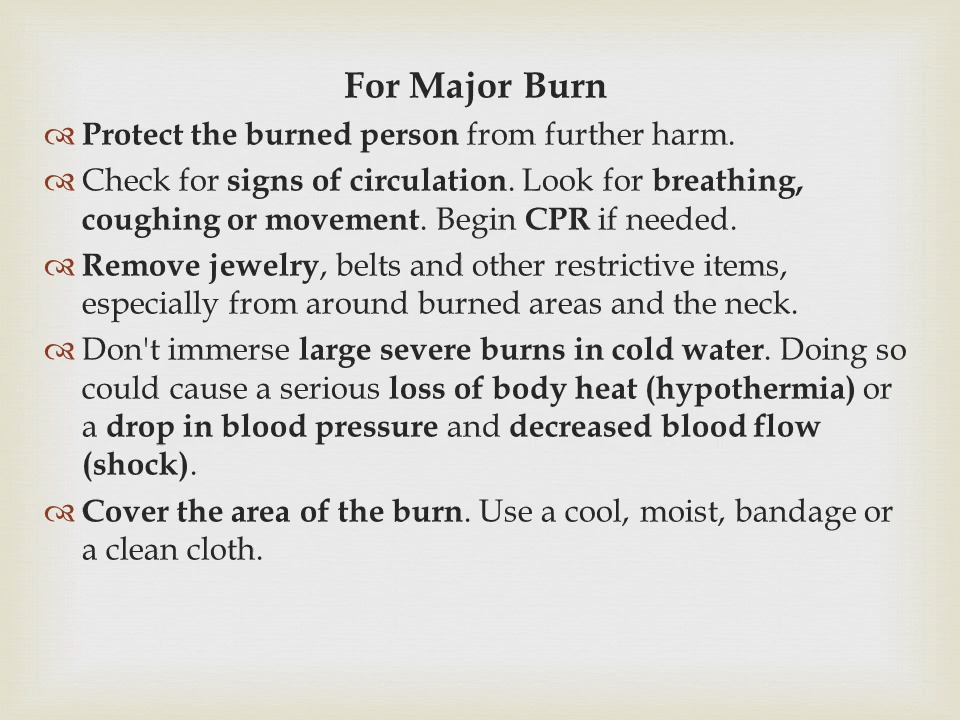 For Major Burn
Protect the burned person from further harm.
Check for signs of circulation. Look for breathing,
coughing or movement. Begin CPR if needed.
Remove jewelry, belts and other restrictive items,
especially from around burned areas and the neck.
Don't immerse large severe burns in cold water. Doing so
could cause a serious loss of body heat (hypothermia) or
a drop in blood pressure and decreased blood flow
(shock).
Cover the area of the burn. Use a cool, moist, bandage or
a clean cloth.